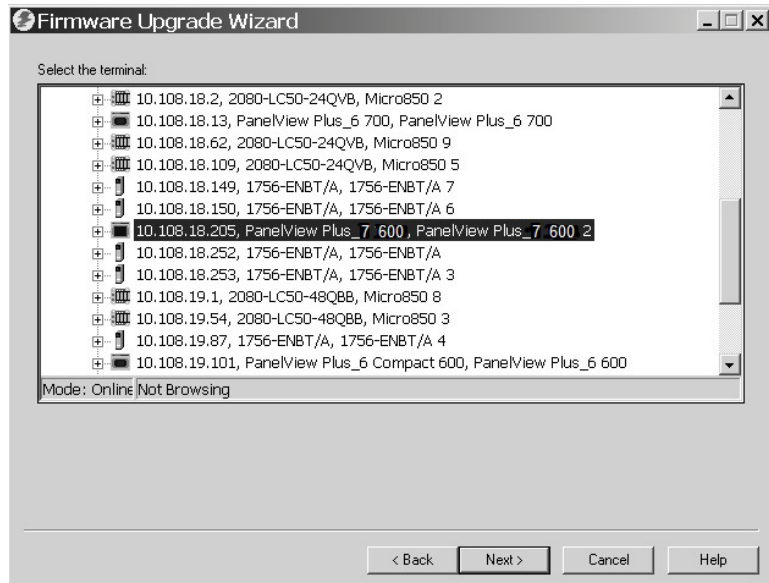 Firmware Upgrade Wizard
Select the terminal:
10.108.18.2, 2080-LC50-24QVB, Micro850 2
10.108.18.13, PanelView Plus_6 700, PanelView Plus_6 700
10.108.18.62, 2080-LC50-24QVB, Micro850 9
10.108.18.109, 2080-LC50-24QVB, Micro850 5
10.108.18.149, 1756-ENBT/A, 1756-ENBT/A 7
10.108.18.150, 1756-ENBT/A, 1756-ENBT/A 6
10.108.18.205, PanelView Plus_7 600, PanelView Plus_7 600 2
10.108.18.252, 1756-ENBT/A, 1756-ENBT/A
10.108.18.253, 1756-ENBT/A, 1756-ENBT/A 3
10.108.19.1, 2080-LC50-48QBB, Micro850 8
10.108.19.54, 2080-LC50-48QBB, Micro850 3
10.108.19.87, 1756-ENBT/A, 1756-ENBT/A 4
10.108.19.101, PanelView Plus_6 Compact 600, PanelView Plus_6 600
Mode: Online Not Browsing
< Back Next > Cancel Help